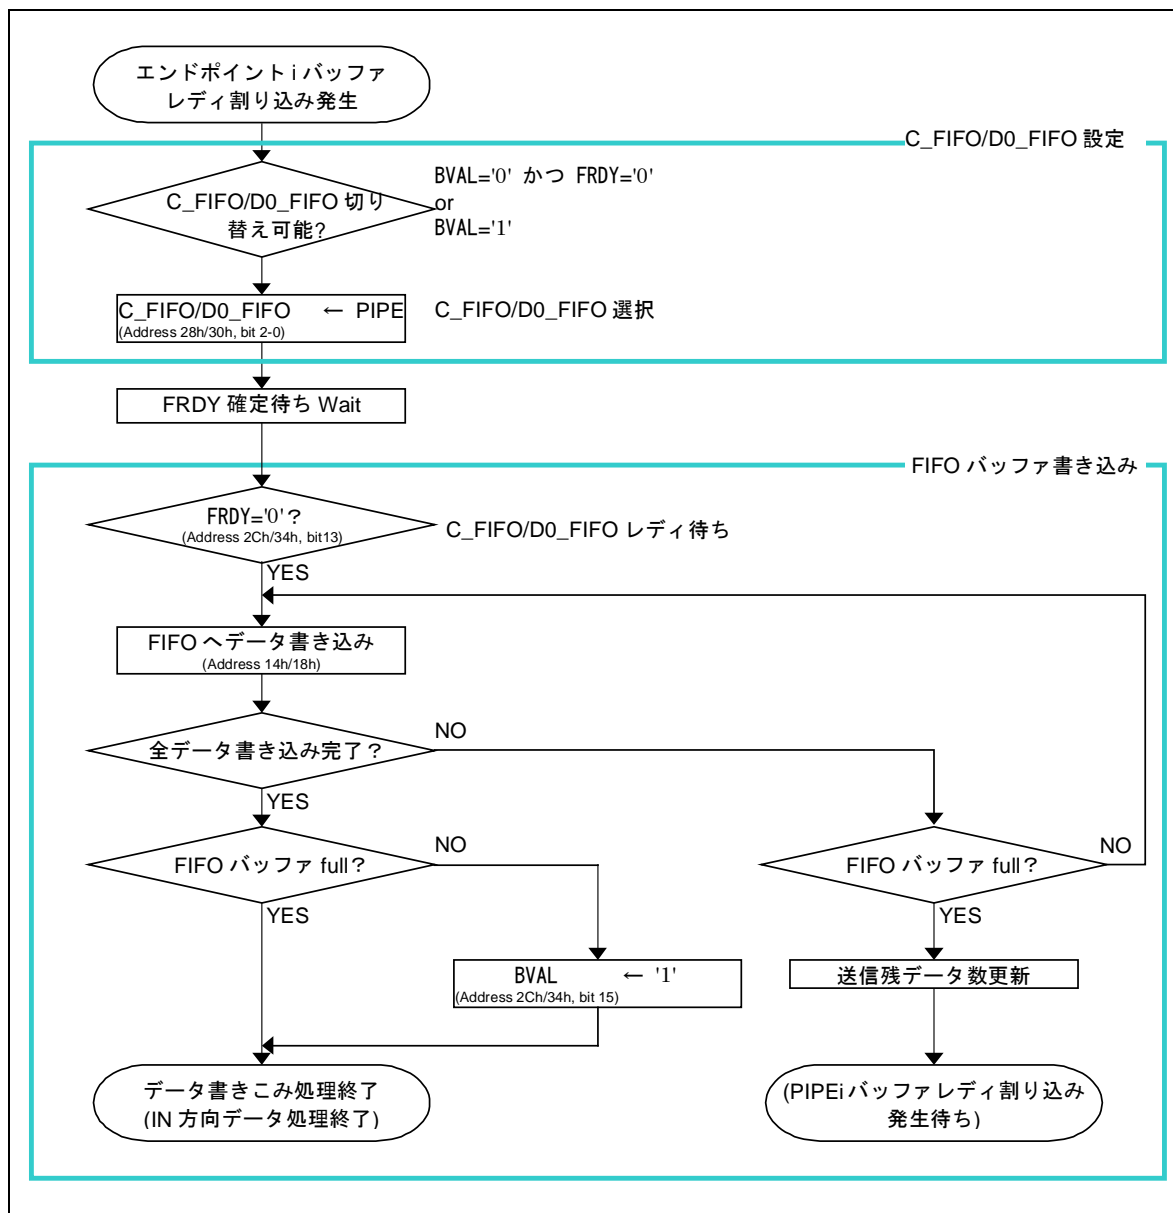 エンドポイント i バッファ
レディ割り込み発生
C_FIFO/D0_FIFO 設定
C_FIFO/D0_FIFO 切り
替え可能?
BVAL='0' かつ FRDY='0'
or
BVAL='1'
C_FIFO/D0_FIFO ← PIPE
(Address 28h/30h, bit 2-0)
C_FIFO/D0_FIFO 選択
FRDY 確定待ち Wait
FIFO バッファ書き込み
FRDY='0'?
(Address 2Ch/34h, bit13)
C_FIFO/D0_FIFO レディ待ち
YES
FIFO へデータ書き込み
(Address 14h/18h)
全データ書き込み完了?
NO
YES
FIFO バッファ full?
NO
FIFO バッファ full?
NO
YES
YES
BVAL ← '1'
(Address 2Ch/34h, bit 15)
送信残データ数更新
データ書きこみ処理終了
(IN 方向データ処理終了)
(PIPEi バッファレディ割り込み
発生待ち)